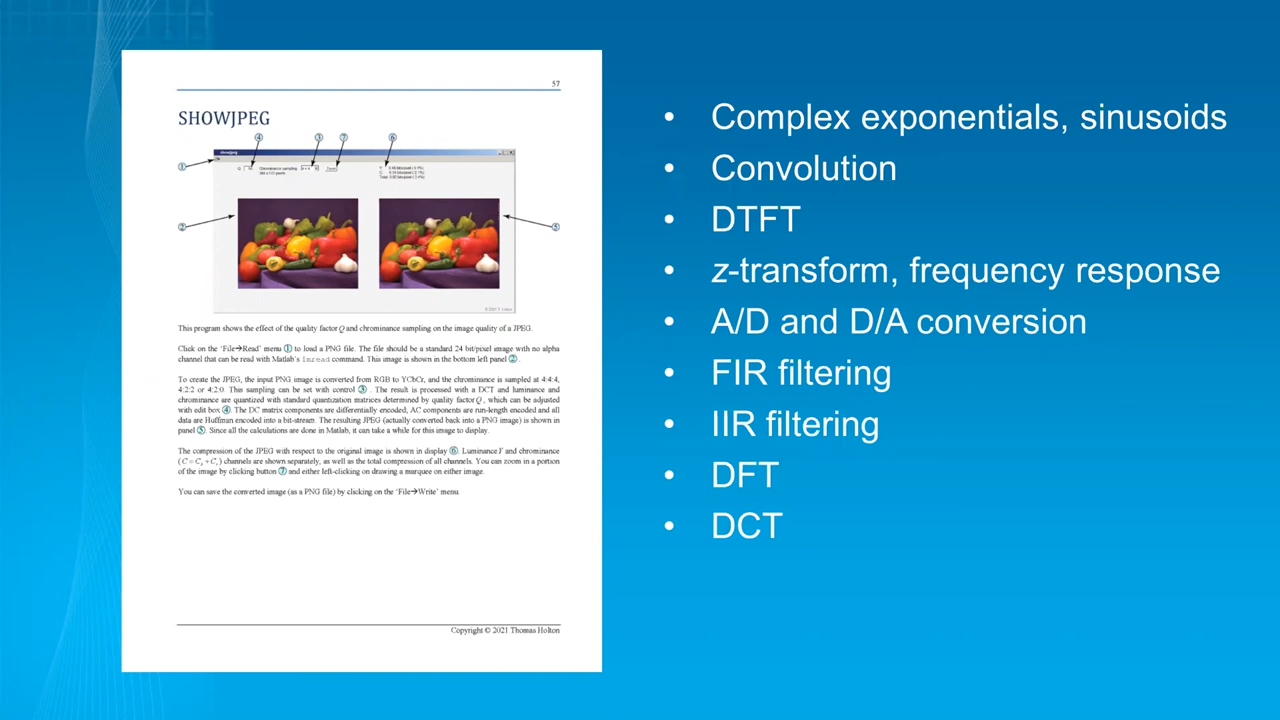 57
SHOWJPEG
④ ③ ⑦ ⑥
①
showjpeg
Chrominance sampling
②
⑤
This program shows the effect of the quality factor Q and chrominance sampling on the image quality of a JPEG.
Click on the ‘File→Read’ menu ① to load a PNG file. The file should be a standard 24 bit/pixel image with no alpha
channel that can be read with Matlab’s imread command. This image is shown in the bottom left panel ② .
To create the JPEG, the input PNG image is converted from RGB to YCbCr, and the chrominance is sampled at 4:4:4,
4:2:2 or 4:2:0. This sampling can be set with control ③ . The result is processed with a DCT and luminance and
chrominance are quantized with standard quantization matrices determined by quality factor Q , which can be adjusted
with edit box ④. The DC matrix components are differentially encoded, AC components are run-length encoded and all
data are Huffman encoded into a bit-stream. The resulting JPEG (actually converted back into a PNG image) is shown in
panel ⑤. Since all the calculations are done in Matlab, it can take a while for this image to display.
The compression of the JPEG with respect to the original image is shown in display ⑥. Luminance Y and chrominance
( C = Cb + Cr ) channels are shown separately, as well as the total compression of all channels. You can zoom in a portion
of the image by clicking button ⑦ and either left-clicking on drawing a marquee on either image.
You can save the converted image (as a PNG file) by clicking on the ‘File→Write’ menu
Copyright © 2021 Thomas Holton
• Complex exponentials, sinusoids
• Convolution
• DTFT
• z-transform, frequency response
• A/D and D/A conversion
• FIR filtering
• IIR filtering
• DFT
• DCT